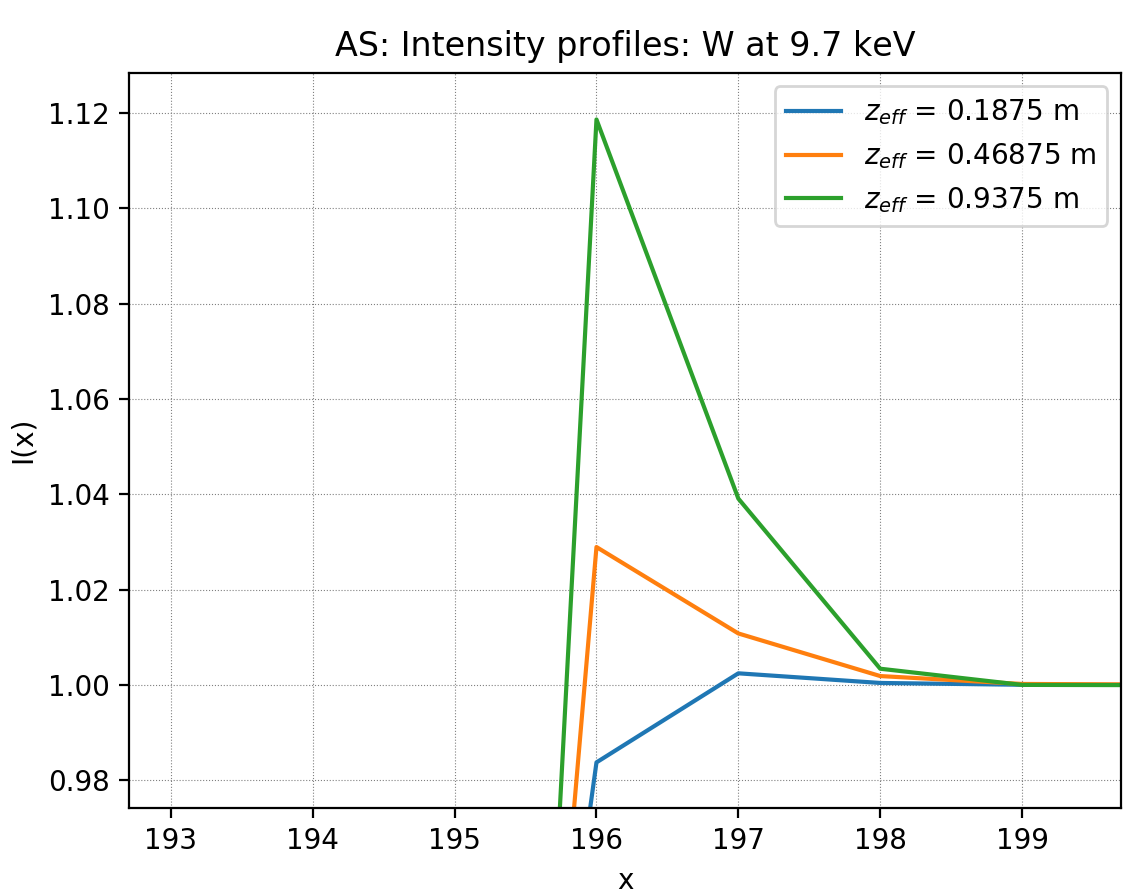 AS: Intensity profiles: W at 9.7 keV
z_eff = 0.1875 m
z_eff = 0.46875 m
z_eff = 0.9375 m
I(x)
1.12
1.10
1.08
1.06
1.04
1.02
1.00
0.98
193 194 195 196 197 198 199
x